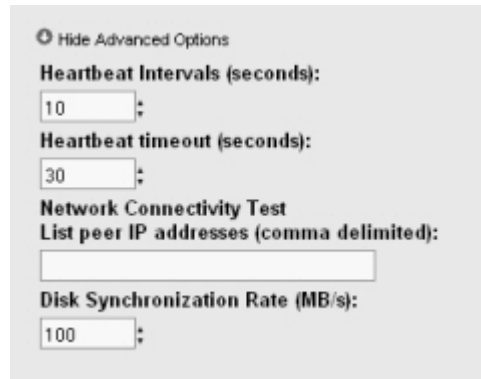 Hide Advanced Options
Heartbeat Intervals (seconds):
10
Heartbeat timeout (seconds):
30
Network Connectivity Test
List peer IP addresses (comma delimited):
Disk Synchronization Rate (MB/s):
100